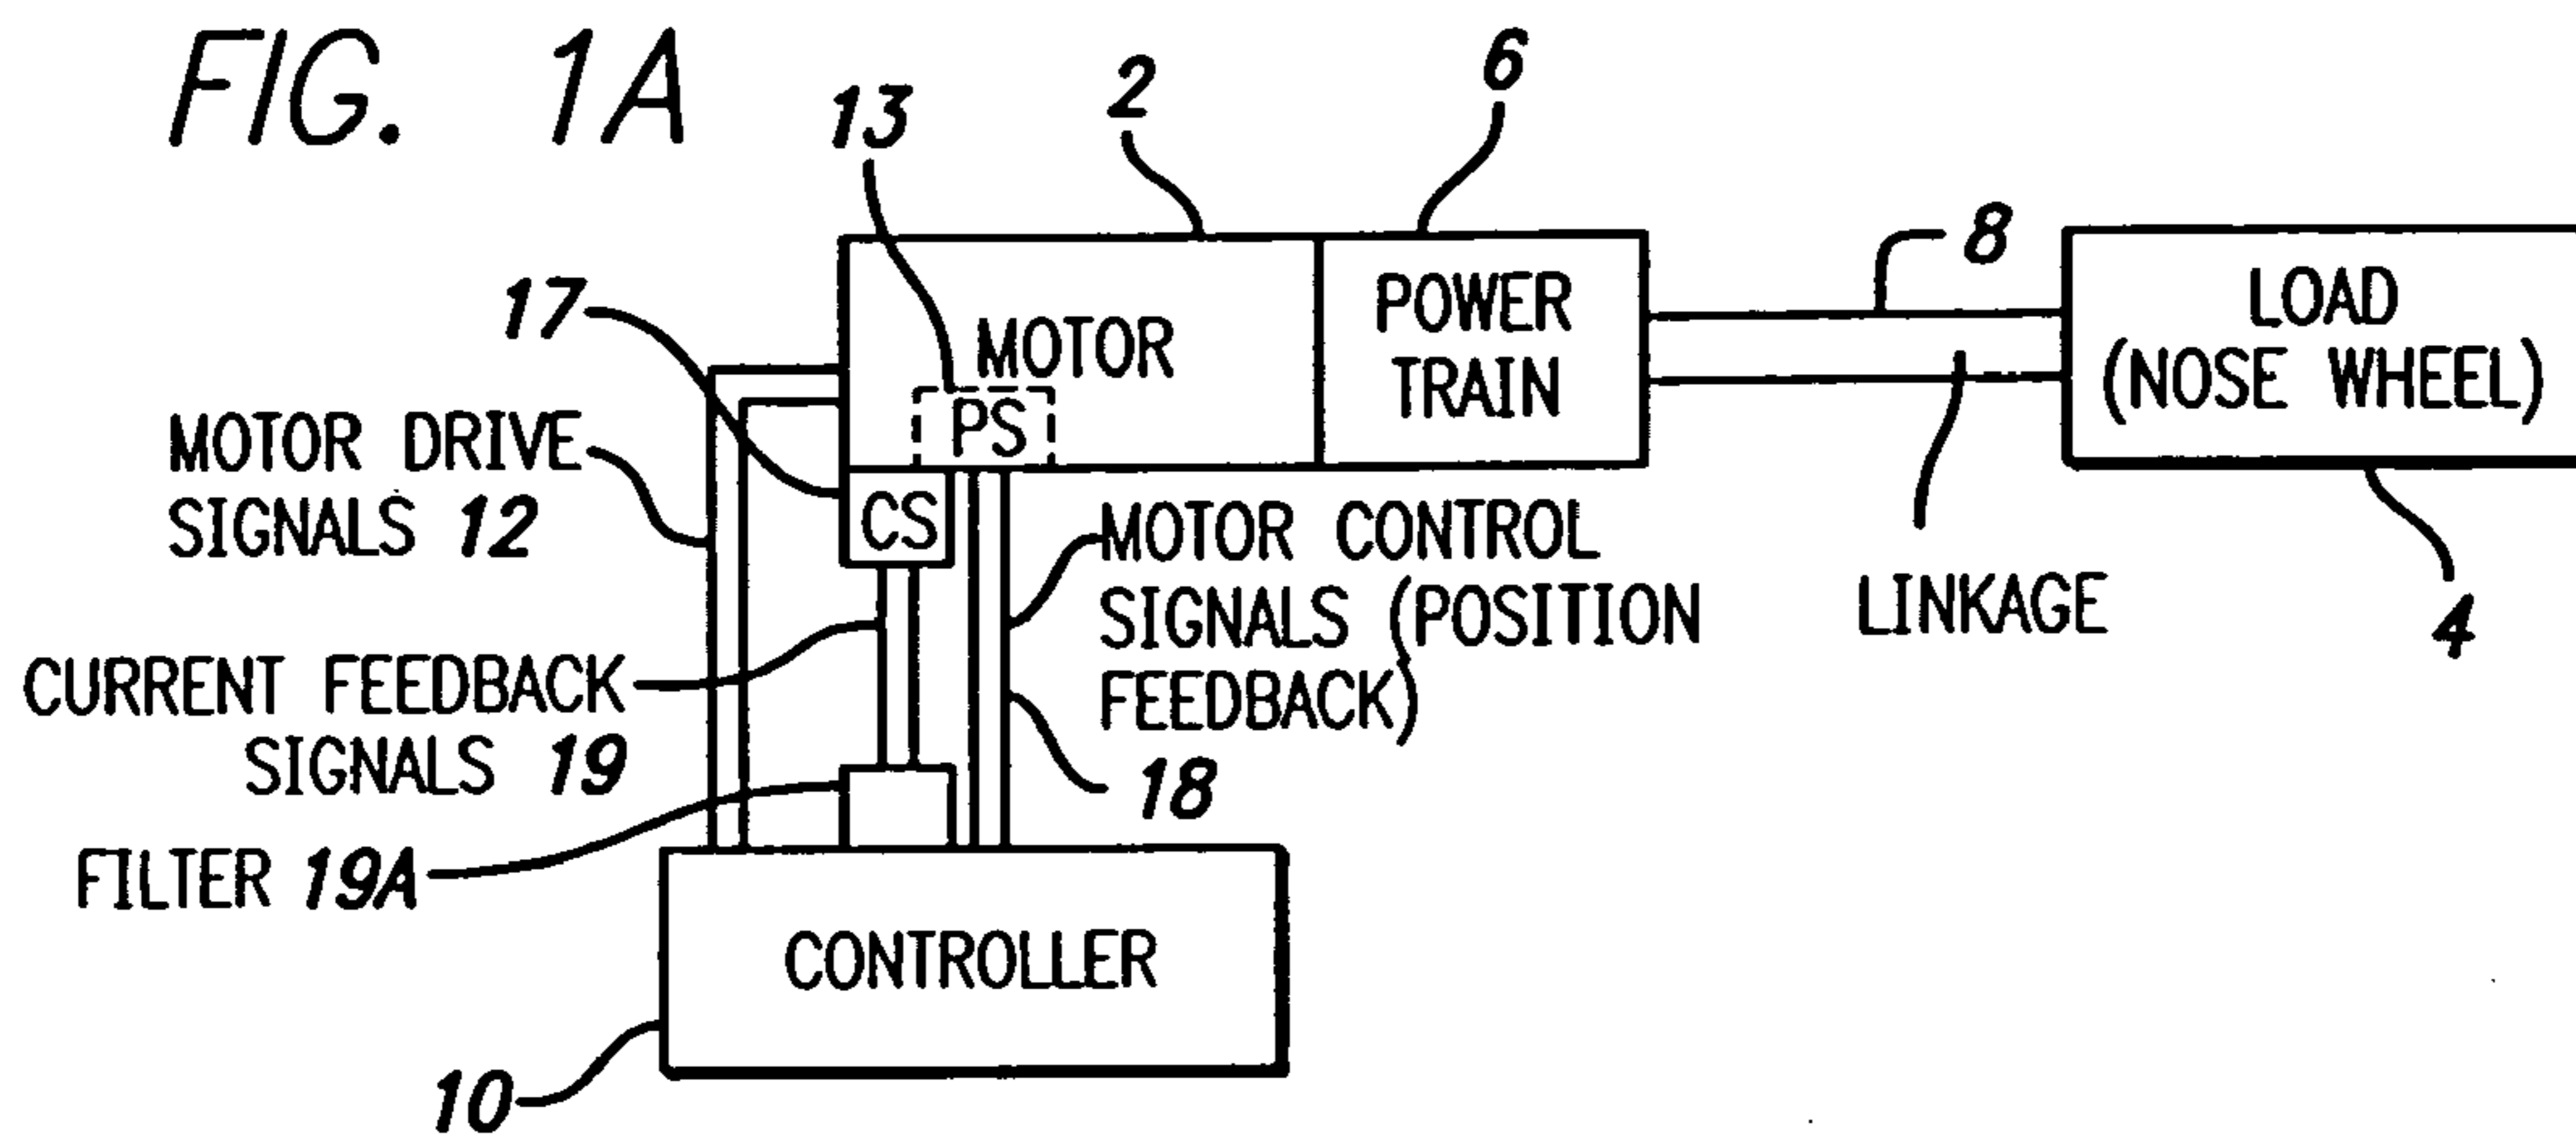 FIG. 1A
13
2
6
8
17
MOTOR
POWER
TRAIN
LOAD
(NOSE WHEEL)
PS
CS
MOTOR DRIVE
SIGNALS 12
MOTOR CONTROL
SIGNALS (POSITION
FEEDBACK)
18
LINKAGE
4
CURRENT FEEDBACK
SIGNALS 19
FILTER 19A
CONTROLLER
10